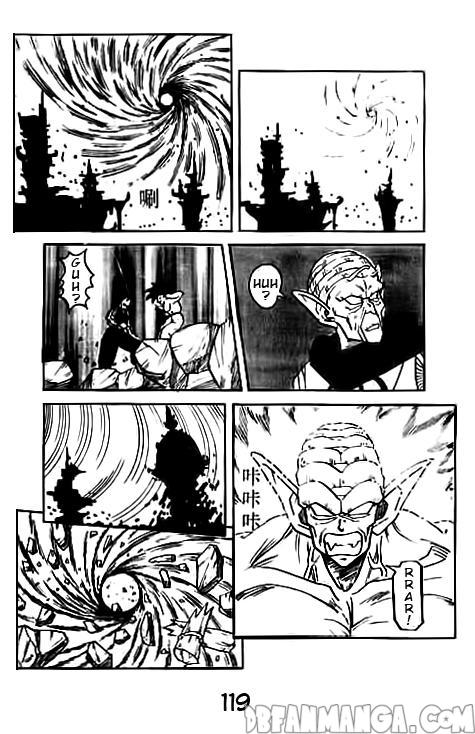 唰
GUH?
HUH
?
咔
咔
咔
RRAR!
119
DBFANMANGA.COM